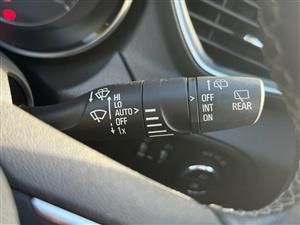 HI
LO
AUTO
OFF
1x
OFF
INT
ON
REAR